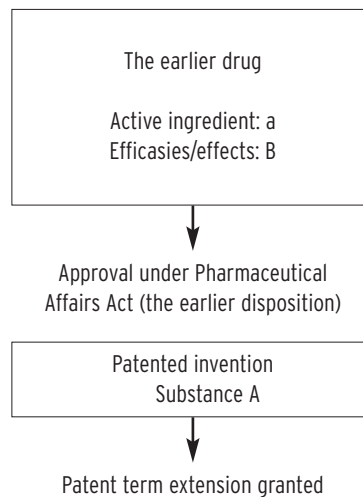 The earlier drug
Active ingredient: a
Efficasies/effects: B
Approval under Pharmaceutical
Affairs Act (the earlier disposition)
Patented invention
Substance A
Patent term extension granted